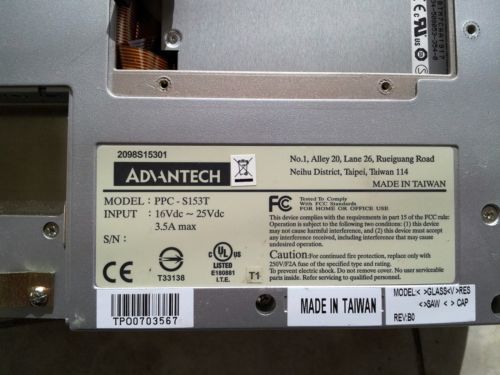 2098S15301
ADVANTECH
No.1, Alley 20, Lane 26, Rueiguang Road
Neihu District, Taipei, Taiwan 114
MADE IN TAIWAN
MODEL: PPC - S153T
INPUT : 16Vdc ~ 25Vdc
3.5A max
S/N :
FC Tested To Comply
With FCC Standards
FOR HOME OR OFFICE USE
This device complies with the requirements in part 15 of the FCC rule:
Operation is subject to the following two conditions: (1) this device
may not cause harmful interference, and (2) this device must accept
any interference received, including interference that may cause
undesired operation.
Caution: For continued fire protection, replace only with
250V/F2A fuse of the specified type and rating.
To prevent electric shock. Do not remove cover. No user serviceable
parts inside. Refer servicing to qualified personnel.
CE
T33138
C UL US
LISTED
E180881
I.T.E.
T1
TPO0703567
MADE IN TAIWAN
MODEL:< >GLASS<V>RES
<>SAW < > CAP
REV:B0